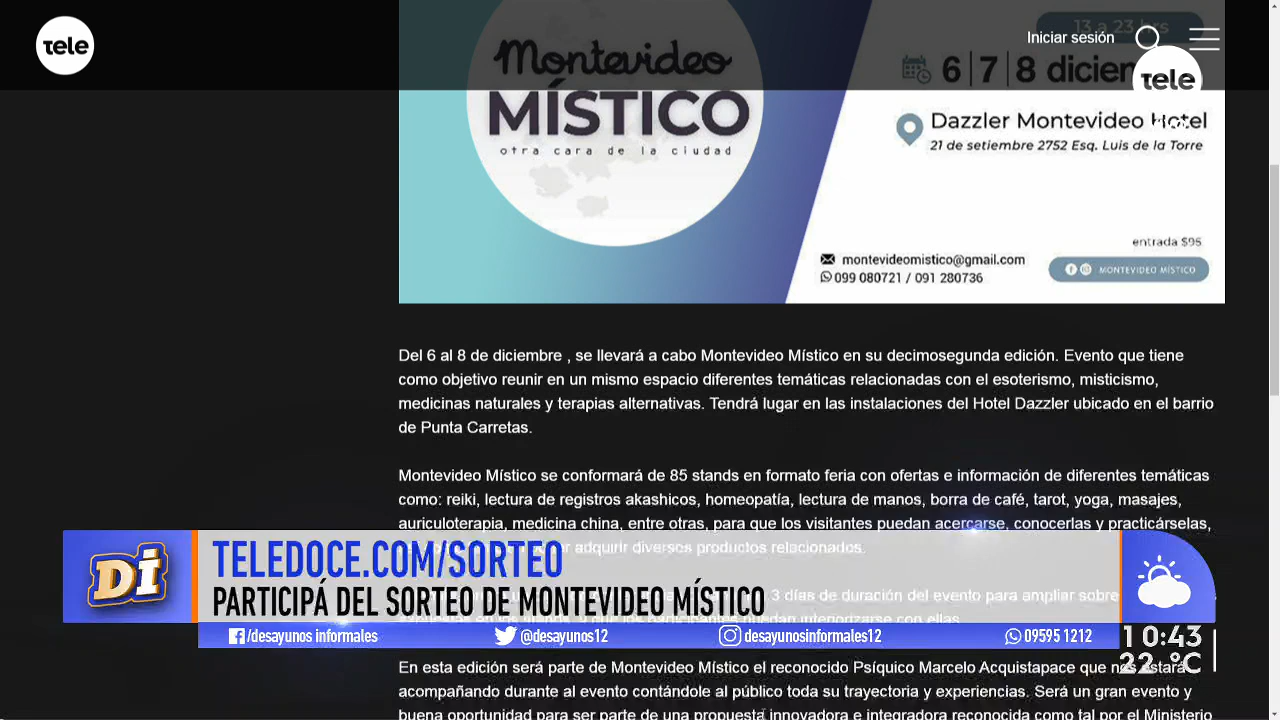 tele
Iniciar sesión
13 a 23 hrs
6|7|8
tele
Montevideo
MÍSTICO
otra cara de la ciudad
Dazzler Montevideo Hotel
21 de setiembre 2752 Esq. Luis de la Torre
entrada $95
montevideomistico@gmail.com
099 080721 / 091 280736
MONTEVIDEO MÍSTICO
Del 6 al 8 de diciembre , se llevará a cabo Montevideo Místico en su decimosegunda edición. Evento que tiene
como objetivo reunir en un mismo espacio diferentes temáticas relacionadas con el esoterismo, misticismo,
medicinas naturales y terapias alternativas. Tendrá lugar en las instalaciones del Hotel Dazzler ubicado en el barrio
de Punta Carretas.
Montevideo Místico se conformará de 85 stands en formato feria con ofertas e información de diferentes temáticas
como: reiki, lectura de registros akashicos, homeopatía, lectura de manos, borra de café, tarot, yoga, masajes,
auriculoterapia, medicina china, entre otras, para que los visitantes puedan acercarse, conocerlas y practicárselas,
adquirir diversos productos relacionados.
Di
TELEDOCE.COM/SORTEO
PARTICIPÁ DEL SORTEO DE MONTEVIDEO MÍSTICO
3 días de duración del evento para ampliar sobre
/desayunos informales
@desayunos12
desayunosinformales12
09595 1212
10:43
22 °C
En esta edición será parte de Montevideo Místico el reconocido Psíquico Marcelo Acquistapace que nos estará
acompañando durante al evento contándole al público toda su trayectoria y experiencias. Será un gran evento y
buena oportunidad para ser parte de una propuesta innovadora e integradora reconocida como tal por el Ministerio